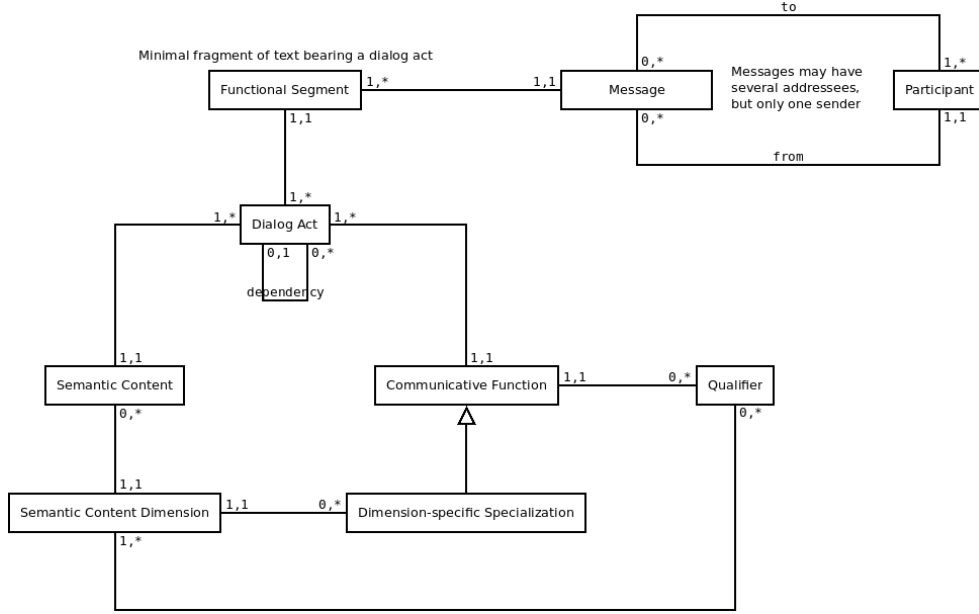 to
Minimal fragment of text bearing a dialog act
0,*
1,*
Messages may have
several addressees,
but only one sender
Functional Segment
1,*
1,1
Message
Participant
1,1
0,*
1,1
from
1,*
1,*
Dialog Act
1,*
0,1
0,*
dependency
1,1
1,1
Semantic Content
Communicative Function
1,1
0,*
Qualifier
0,*
0,*
1,1
Semantic Content Dimension
1,1
0,*
Dimension-specific Specialization
1,*